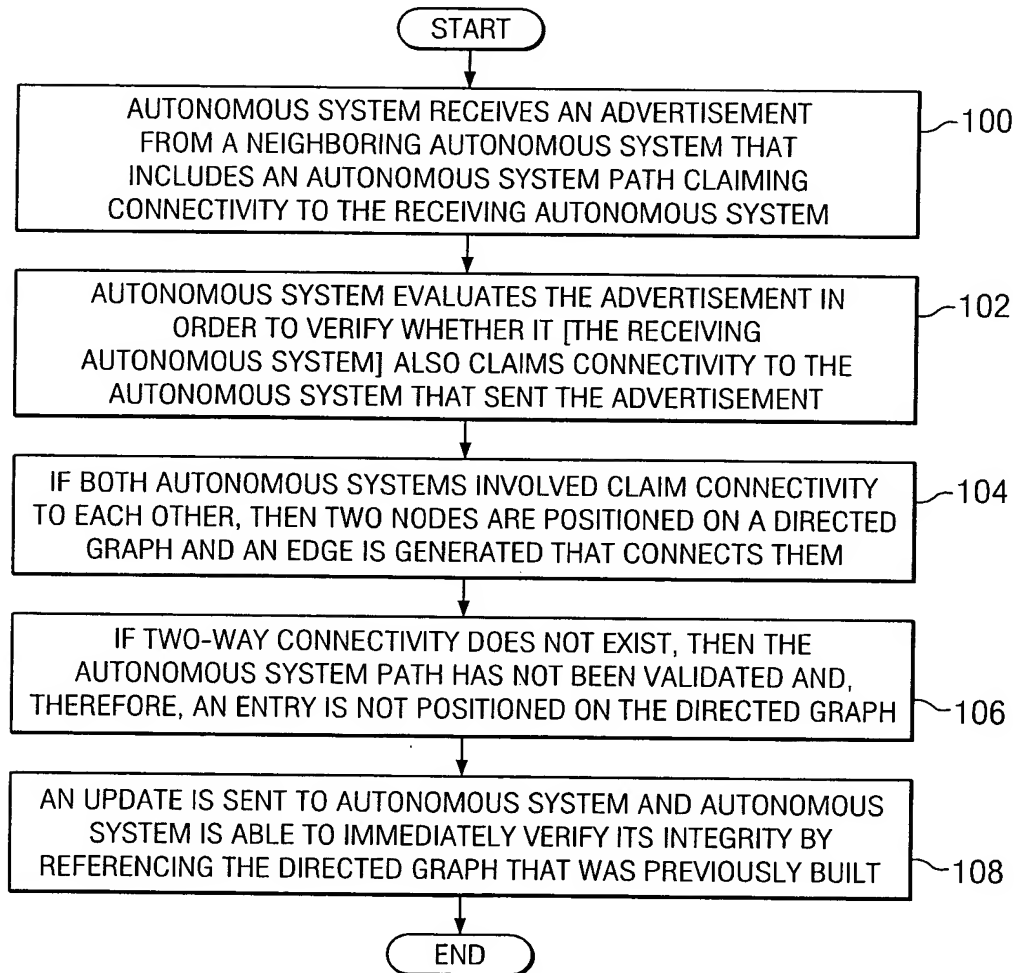 START
AUTONOMOUS SYSTEM RECEIVES AN ADVERTISEMENT
FROM A NEIGHBORING AUTONOMOUS SYSTEM THAT
INCLUDES AN AUTONOMOUS SYSTEM PATH CLAIMING
CONNECTIVITY TO THE RECEIVING AUTONOMOUS SYSTEM
100
AUTONOMOUS SYSTEM EVALUATES THE ADVERTISEMENT IN
ORDER TO VERIFY WHETHER IT [THE RECEIVING
AUTONOMOUS SYSTEM] ALSO CLAIMS CONNECTIVITY TO THE
AUTONOMOUS SYSTEM THAT SENT THE ADVERTISEMENT
102
IF BOTH AUTONOMOUS SYSTEMS INVOLVED CLAIM CONNECTIVITY
TO EACH OTHER, THEN TWO NODES ARE POSITIONED ON A DIRECTED
GRAPH AND AN EDGE IS GENERATED THAT CONNECTS THEM
104
IF TWO-WAY CONNECTIVITY DOES NOT EXIST, THEN THE
AUTONOMOUS SYSTEM PATH HAS NOT BEEN VALIDATED AND,
THEREFORE, AN ENTRY IS NOT POSITIONED ON THE DIRECTED GRAPH
106
AN UPDATE IS SENT TO AUTONOMOUS SYSTEM AND AUTONOMOUS
SYSTEM IS ABLE TO IMMEDIATELY VERIFY ITS INTEGRITY BY
REFERENCING THE DIRECTED GRAPH THAT WAS PREVIOUSLY BUILT
108
END